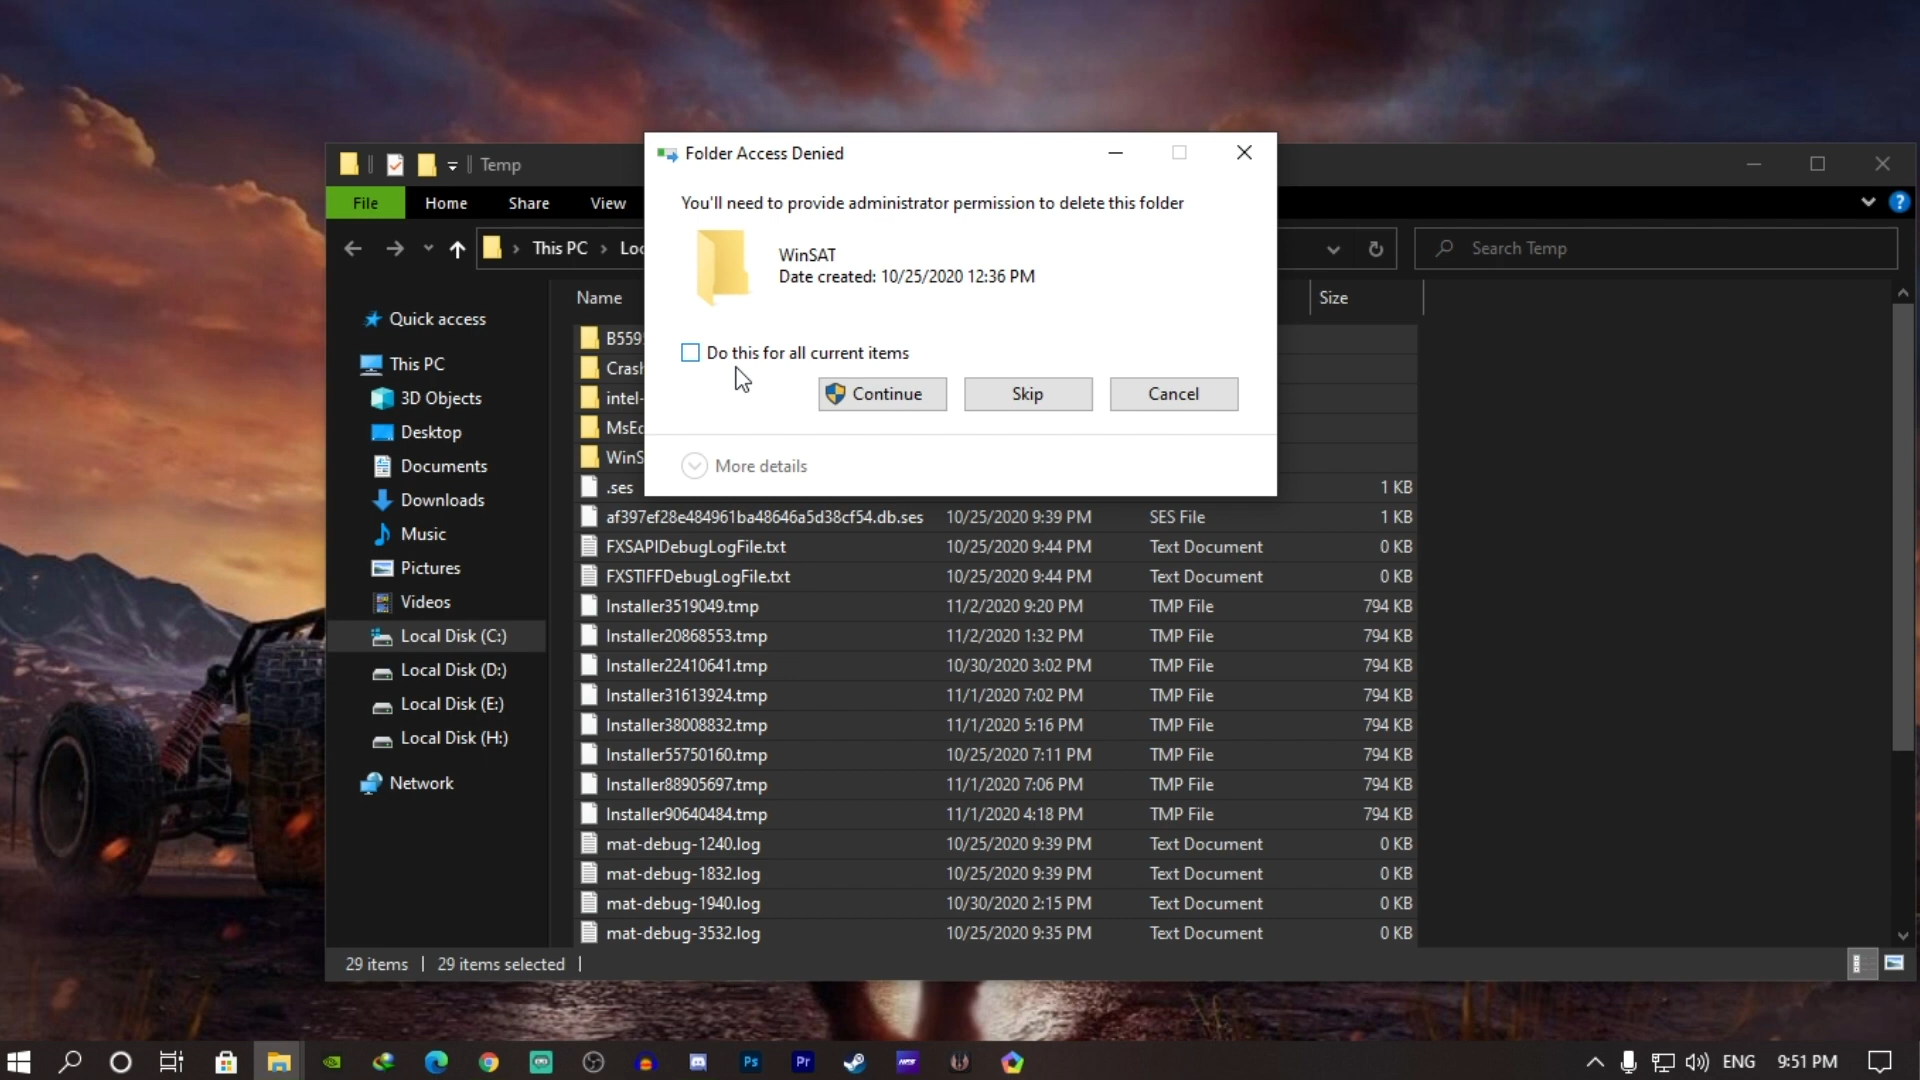 Temp
Folder Access Denied
File
Home
Share
View
You'll need to provide administrator permission to delete this folder
This PC
Loc
Search Temp
WinSAT
Date created: 10/25/2020 12:36 PM
Name
Size
Do this for all current items
Continue
Skip
Cancel
More details
Quick access
This PC
3D Objects
Desktop
Documents
Downloads
Music
Pictures
Videos
Local Disk (C:)
Local Disk (D:)
Local Disk (E:)
Local Disk (H:)
Network
B559
Crash
intel-
MsEd
WinS
.ses 1 KB
af397ef28e484961ba48646a5d38cf54.db.ses 10/25/2020 9:39 PM SES File 1 KB
FXSAPIDebugLogFile.txt 10/25/2020 9:44 PM Text Document 0 KB
FXSTIFFDebugLogFile.txt 10/25/2020 9:44 PM Text Document 0 KB
Installer3519049.tmp 11/2/2020 9:20 PM TMP File 794 KB
Installer20868553.tmp 11/2/2020 1:32 PM TMP File 794 KB
Installer22410641.tmp 10/30/2020 3:02 PM TMP File 794 KB
Installer31613924.tmp 11/1/2020 7:02 PM TMP File 794 KB
Installer38008832.tmp 11/1/2020 5:16 PM TMP File 794 KB
Installer55750160.tmp 10/25/2020 7:11 PM TMP File 794 KB
Installer88905697.tmp 11/1/2020 7:06 PM TMP File 794 KB
Installer90640484.tmp 11/1/2020 4:18 PM TMP File 794 KB
mat-debug-1240.log 10/25/2020 9:39 PM Text Document 0 KB
mat-debug-1832.log 10/25/2020 9:39 PM Text Document 0 KB
mat-debug-1940.log 10/30/2020 2:15 PM Text Document 0 KB
mat-debug-3532.log 10/25/2020 9:35 PM Text Document 0 KB
29 items 29 items selected
Ps
Pr
ENG
9:51 PM